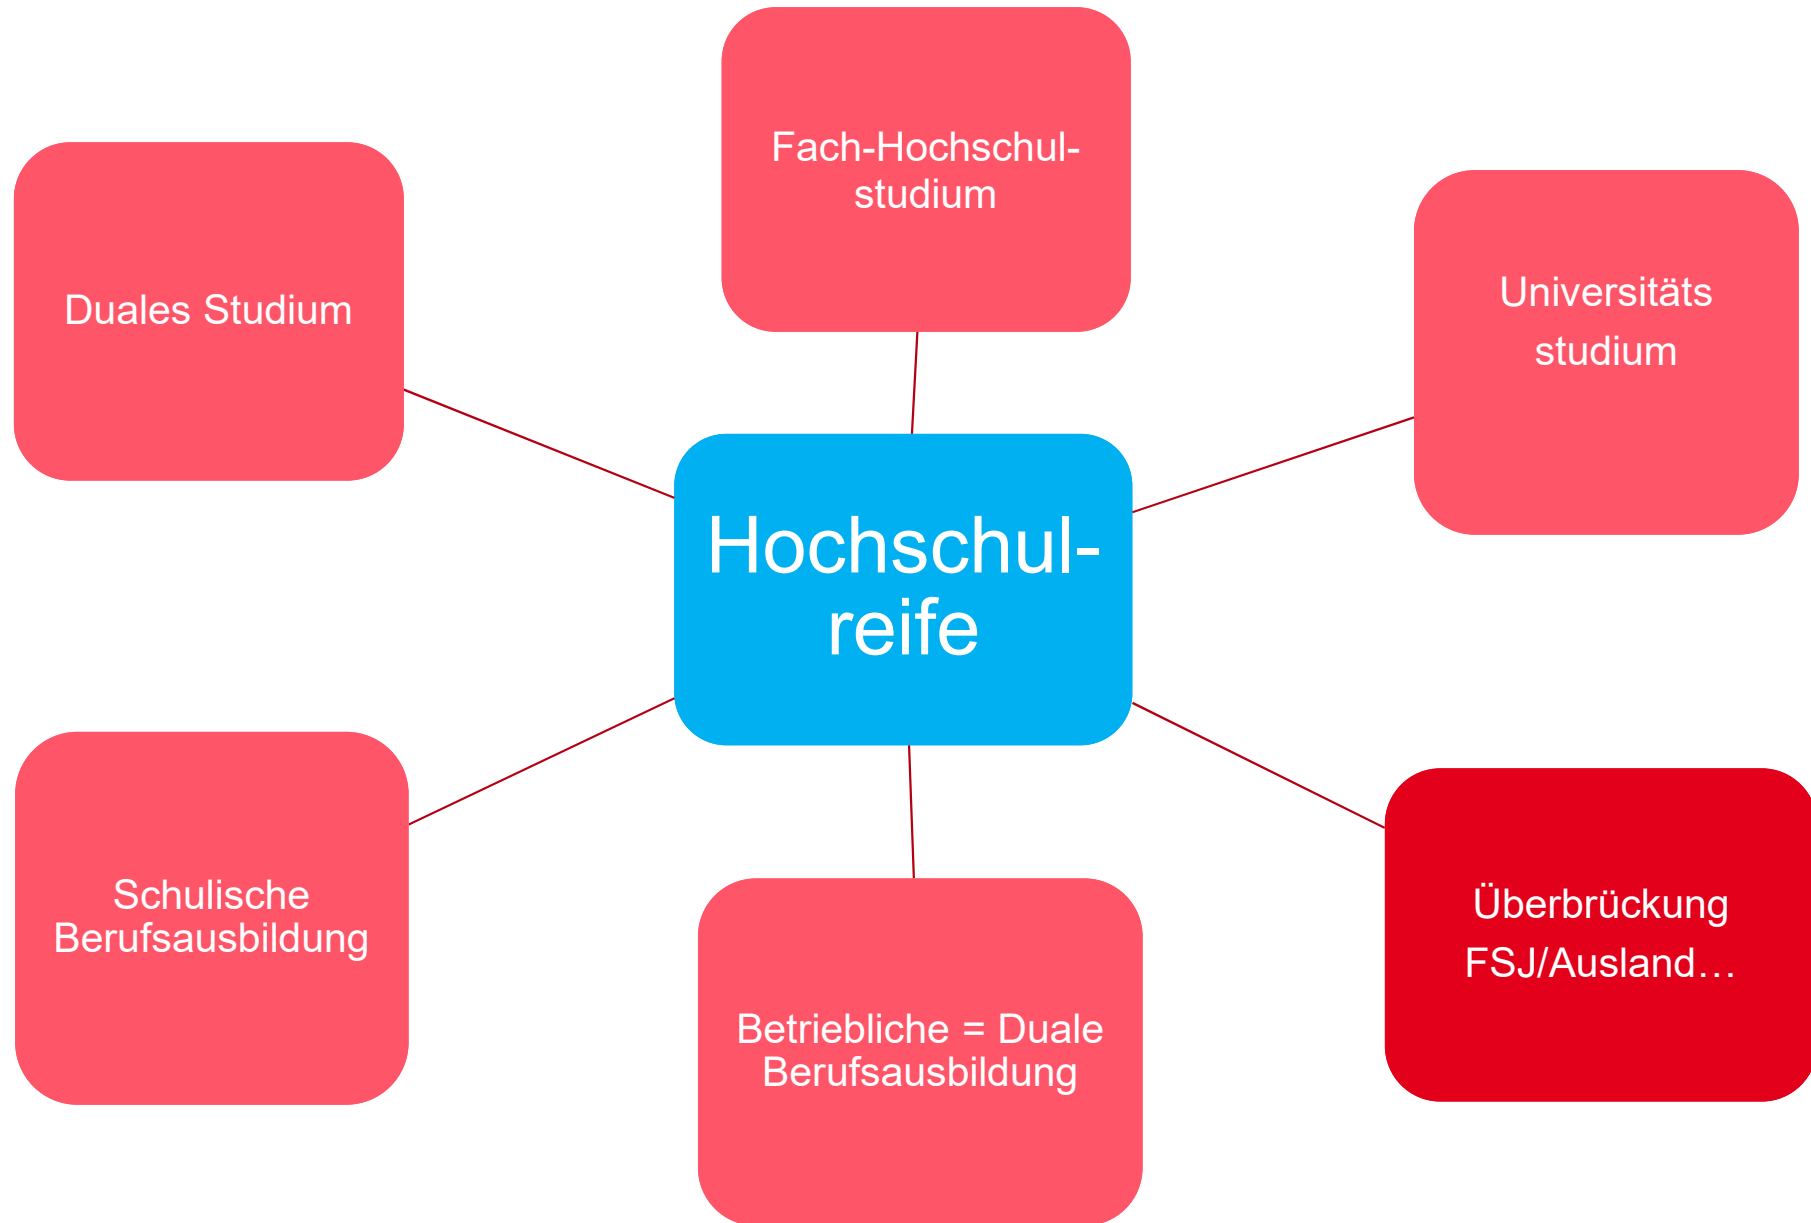 Fach-Hochschul-
studium
Duales Studium
Universitäts
studium
Hochschul-
reife
Schulische
Berufsausbildung
Überbrückung
FSJ/Ausland…
Betriebliche = Duale
Berufsausbildung